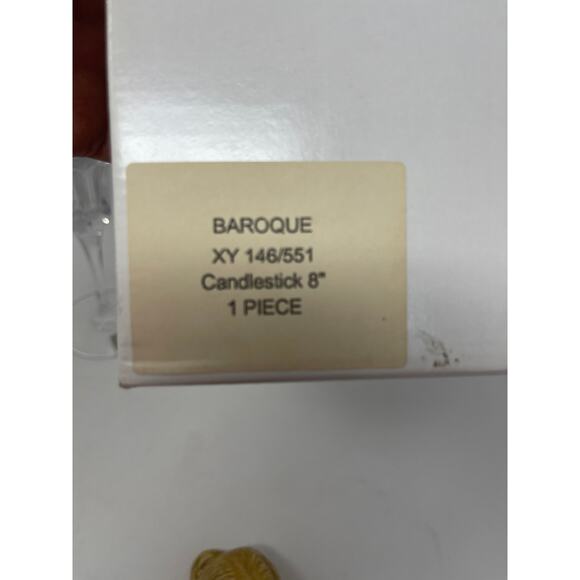 BAROQUE
XY 146/551
Candlestick 8"
1 PIECE